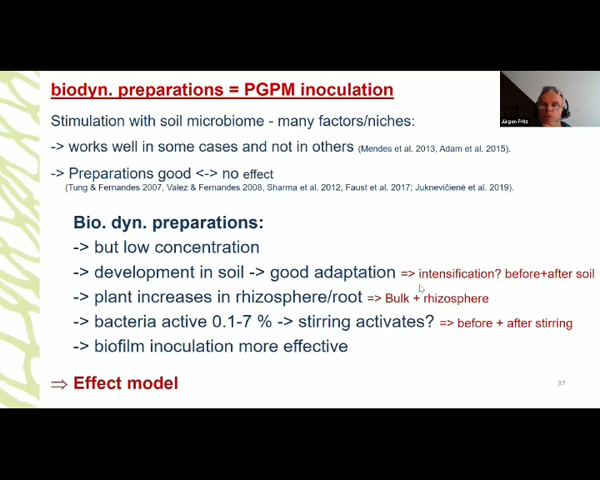 biodyn. preparations = PGPM inoculation
Jürgen Fritz
Stimulation with soil microbiome - many factors/niches:
-> works well in some cases and not in others (Mendes et al. 2013, Adam et al. 2015).
-> Preparations good <-> no effect
(Tung & Fernandes 2007, Valez & Fernandes 2008, Sharma et al. 2012, Faust et al. 2017; Juknevičienė et al. 2019).
Bio. dyn. preparations:
-> but low concentration
-> development in soil -> good adaptation => intensification? before+after soil
-> plant increases in rhizosphere/root => Bulk + rhizosphere
-> bacteria active 0.1-7 % -> stirring activates? => before + after stirring
-> biofilm inoculation more effective
⇒ Effect model
37